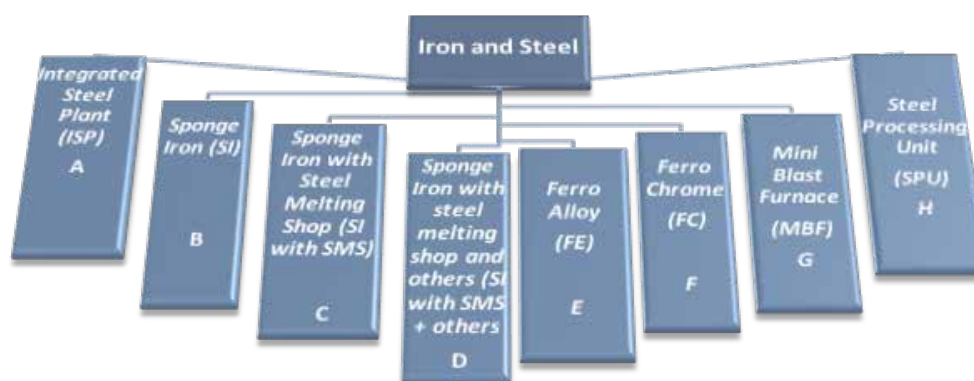 Iron and Steel
Integrated
Steel
Plant
(ISP)
A
Sponge
Iron (SI)
B
Sponge
Iron with
Steel
Melting
Shop (SI
with SMS)
C
Sponge
Iron with
steel
melting
shop and
others (SI
with SMS
+ others
D
Ferro
Alloy
(FE)
E
Ferro
Chrome
(FC)
F
Mini
Blast
Furnace
(MBF)
G
Steel
Processing
Unit
(SPU)
H